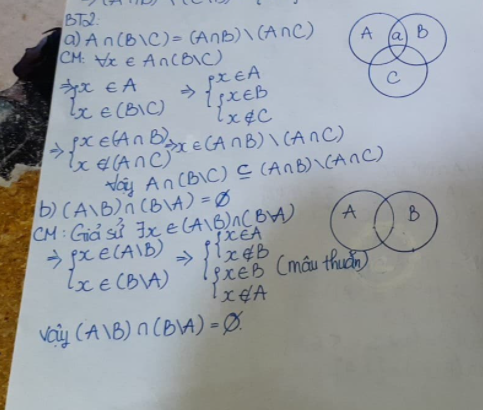 BT2:
a) A∩(B\C) = (A∩B) \ (A∩C)
CM: ∀x ∈ A∩(B\C)
⇒ { x ∈ A ⇒ { x ∈ A
{ x ∈ (B\C) { { x ∈ B
{ x ∉ C
⇒ { x ∈ (A∩B) ⇒ x ∈ (A∩B) \ (A∩C)
{ x ∉ (A∩C)
Vậy A∩(B\C) ⊆ (A∩B)\(A∩C)
b) (A\B)∩(B\A) = ∅
CM: Giả sử ∃x ∈ (A\B)∩(B\A)
⇒ { x ∈ (A\B) ⇒ { { x ∈ A
{ x ∉ B
{ x ∈ (B\A) { { x ∈ B (mâu thuẫn)
{ x ∉ A
Vậy (A\B) ∩ (B\A) = ∅.
A a B
C
A B